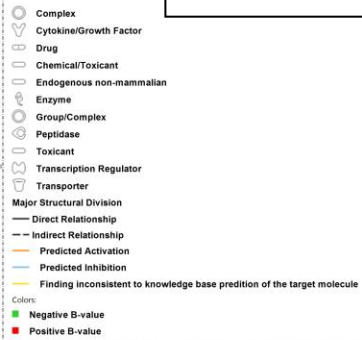 Complex
Cytokine/Growth Factor
Drug
Chemical/Toxicant
Endogenous non-mammalian
Enzyme
Group/Complex
Peptidase
Toxicant
Transcription Regulator
Transporter
Major Structural Division
Direct Relationship
Indirect Relationship
Predicted Activation
Predicted Inhibition
Finding inconsistent to knowledge base predition of the target molecule
Colors:
Negative B-value
Positive B-value